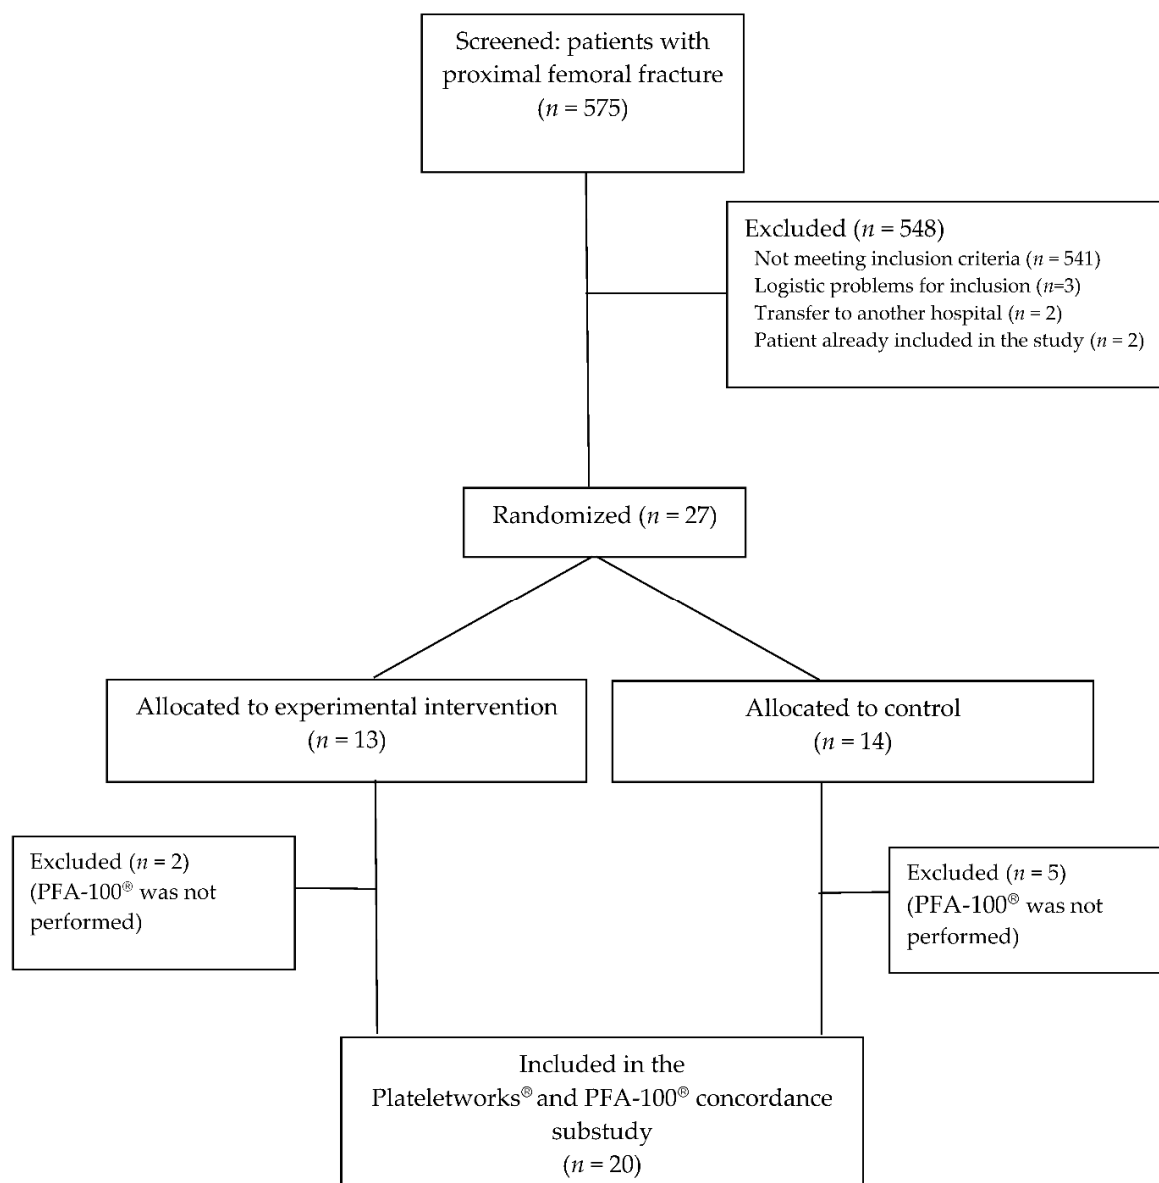 Screened: patients with
proximal femoral fracture
(n = 575)
Excluded (n = 548)
Not meeting inclusion criteria (n = 541)
Logistic problems for inclusion (n=3)
Transfer to another hospital (n = 2)
Patient already included in the study (n = 2)
Randomized (n = 27)
Allocated to experimental intervention
(n = 13)
Allocated to control
(n = 14)
Excluded (n = 2)
(PFA-100® was not
performed)
Excluded (n = 5)
(PFA-100® was not
performed)
Included in the
Plateletworks® and PFA-100® concordance
substudy
(n = 20)